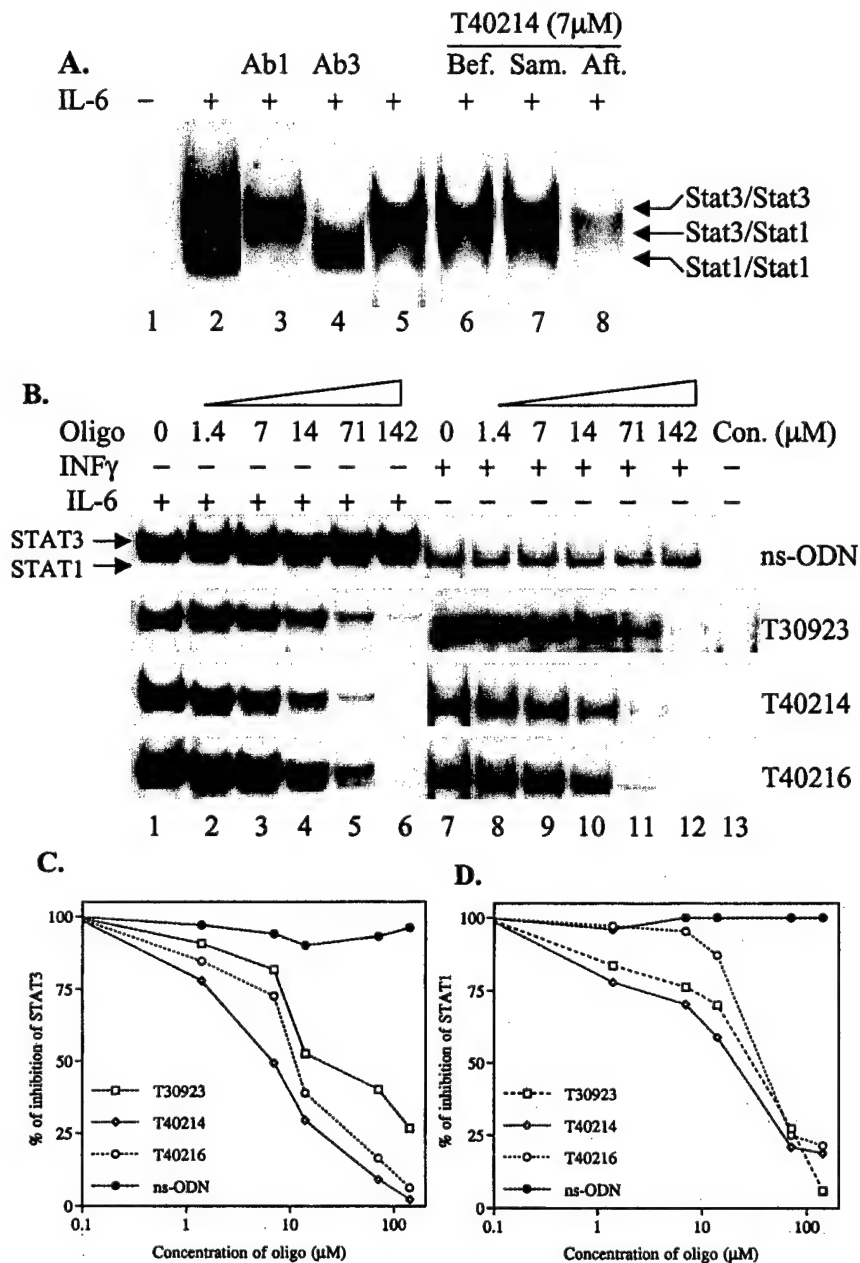 T40214 (7µM)
A. Ab1 Ab3 Bef. Sam. Aft.
IL-6 − + + + + + + +
Stat3/Stat3
Stat3/Stat1
Stat1/Stat1
1 2 3 4 5 6 7 8
B.
Oligo 0 1.4 7 14 71 142 0 1.4 7 14 71 142 Con. (µM)
INFγ − − − − − − + + + + + + −
IL-6 + + + + + + − − − − − − −
STAT3
STAT1
ns-ODN
T30923
T40214
T40216
1 2 3 4 5 6 7 8 9 10 11 12 13
C.
% of inhibition of STAT3
100
75
50
25
0
T30923
T40214
T40216
ns-ODN
0.1 1 10 100
Concentration of oligo (µM)
D.
% of inhibition of STAT1
100
75
50
25
0
T30923
T40214
T40216
ns-ODN
0.1 1 10 100
Concentration of oligo (µM)